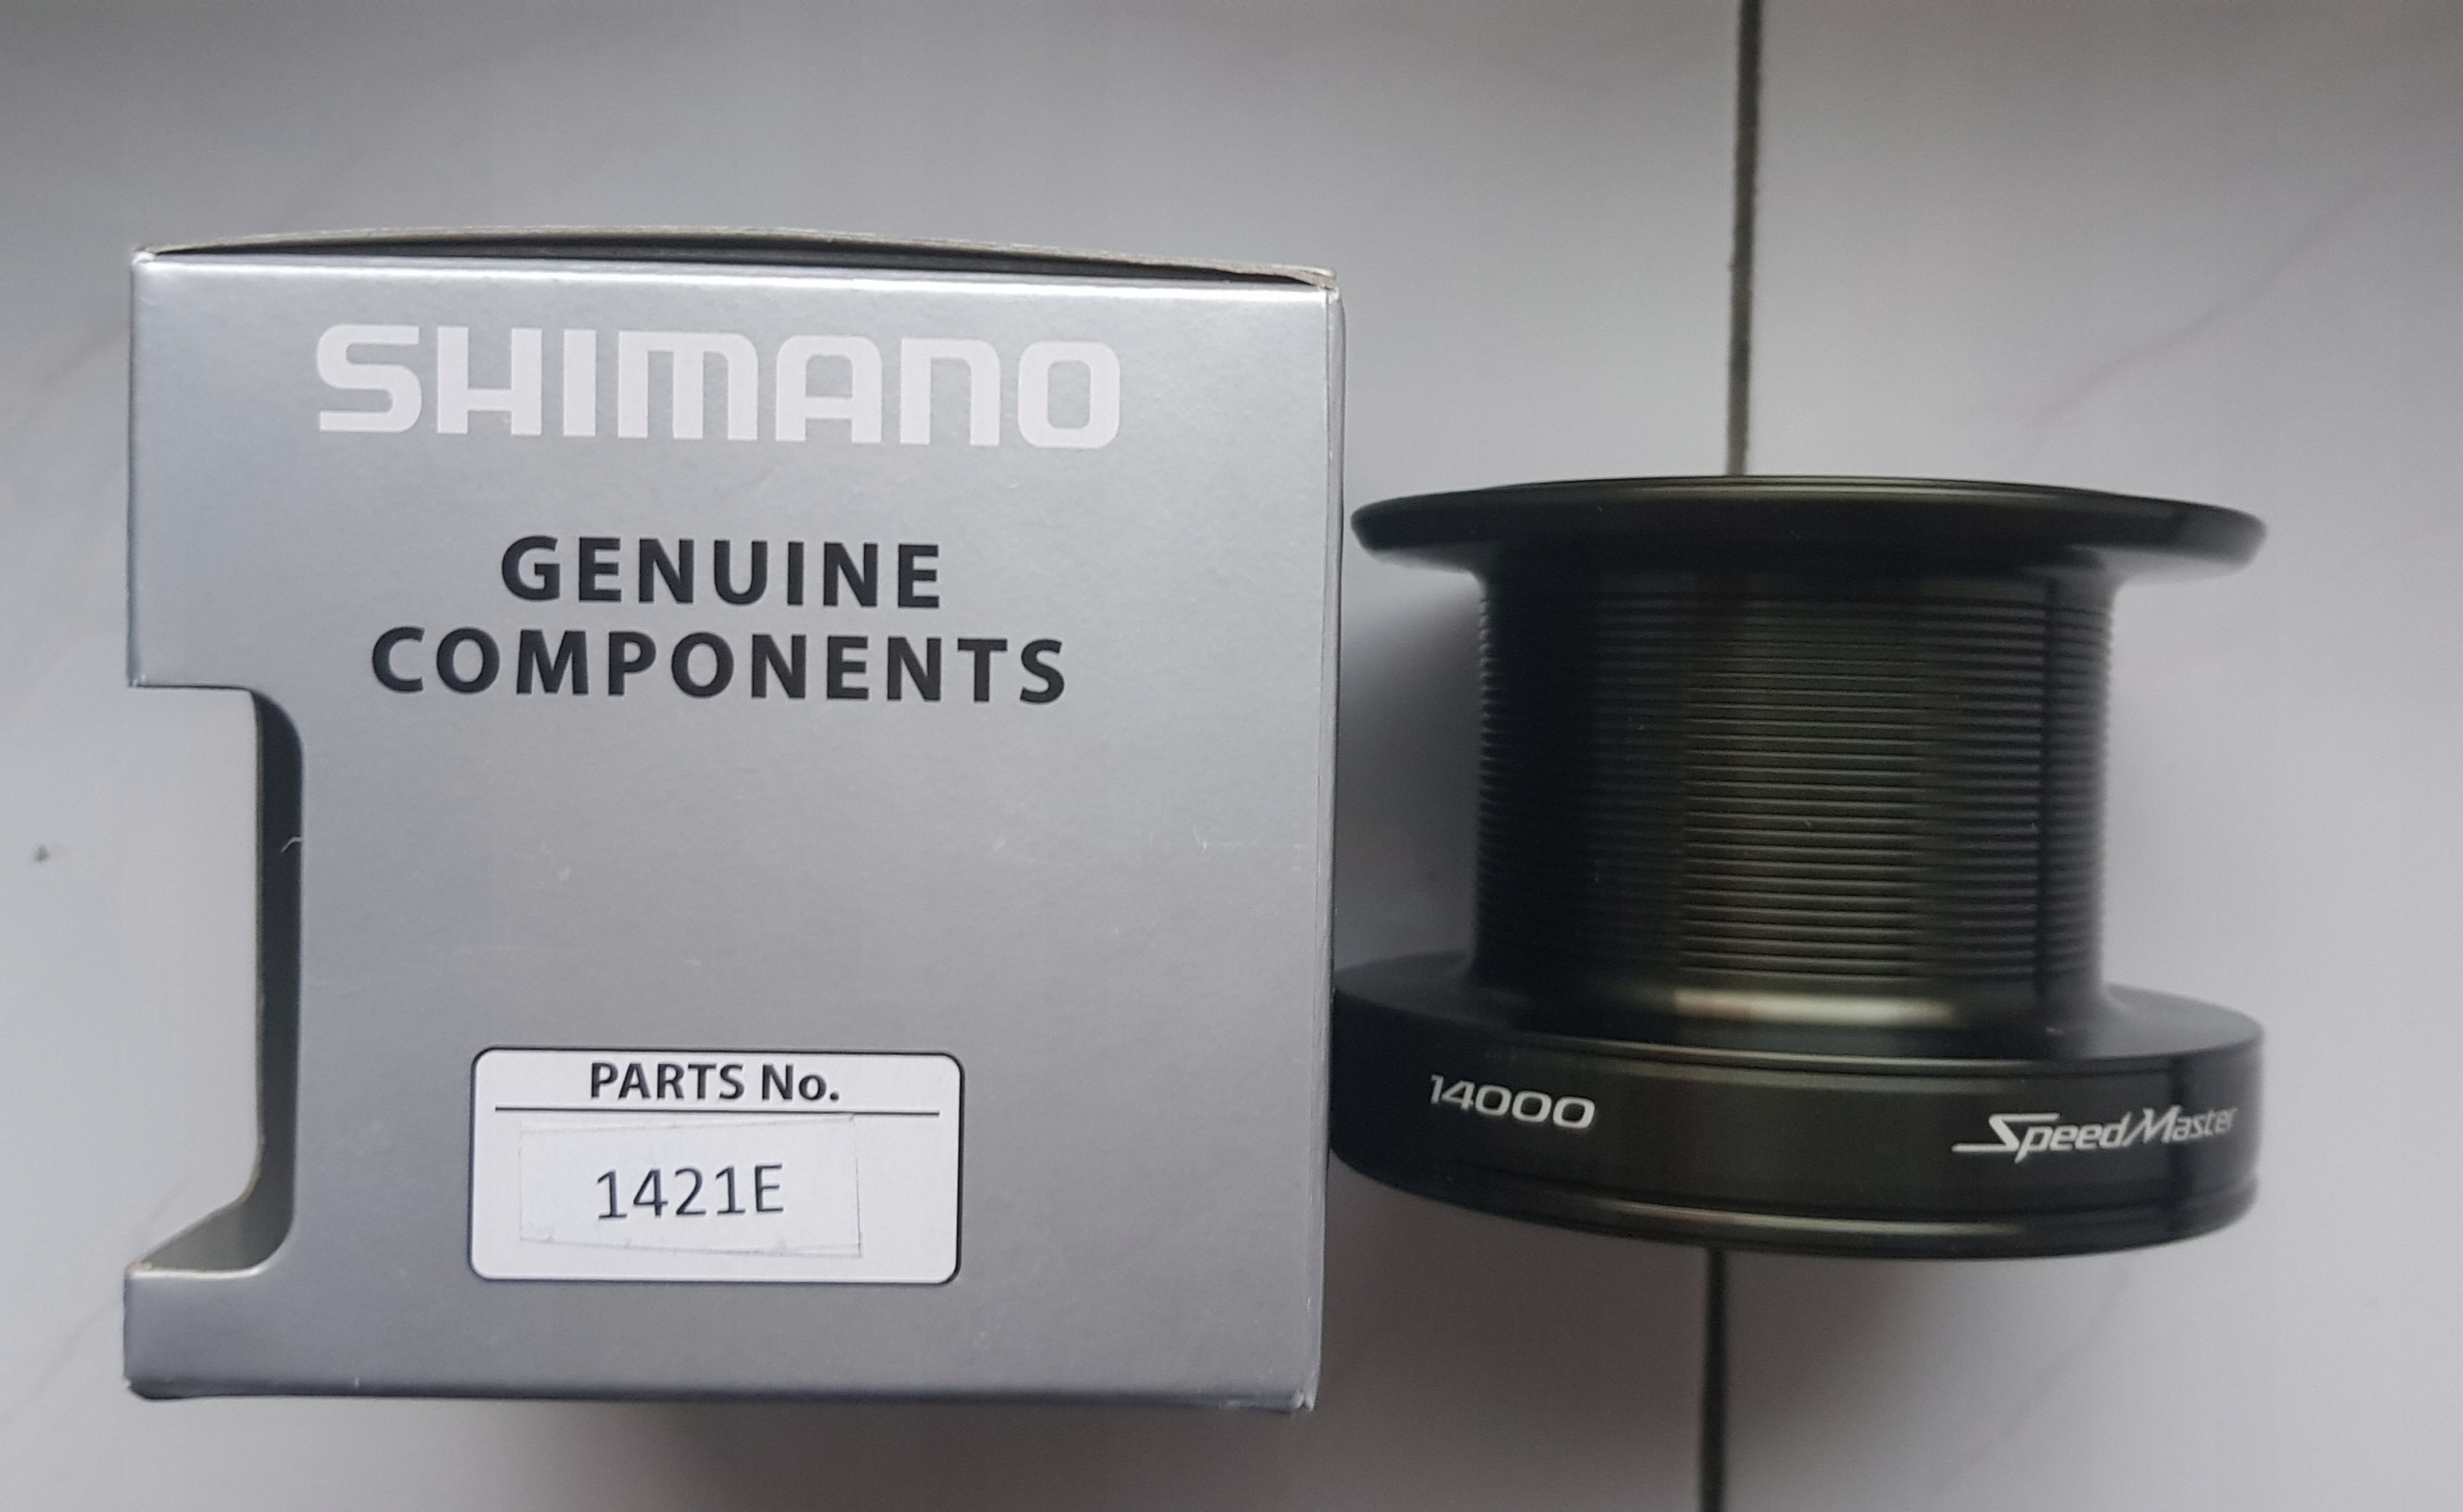 SHIMANO
GENUINE
COMPONENTS
PARTS No.
1421E
14000
SpeedMaster